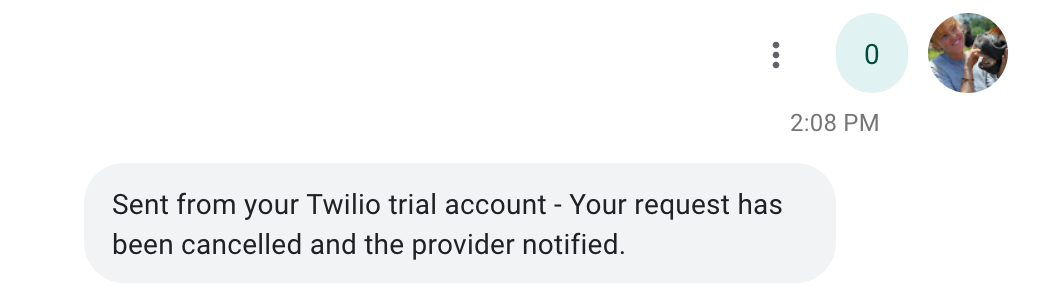 0
2:08 PM
Sent from your Twilio trial account - Your request has
been cancelled and the provider notified.